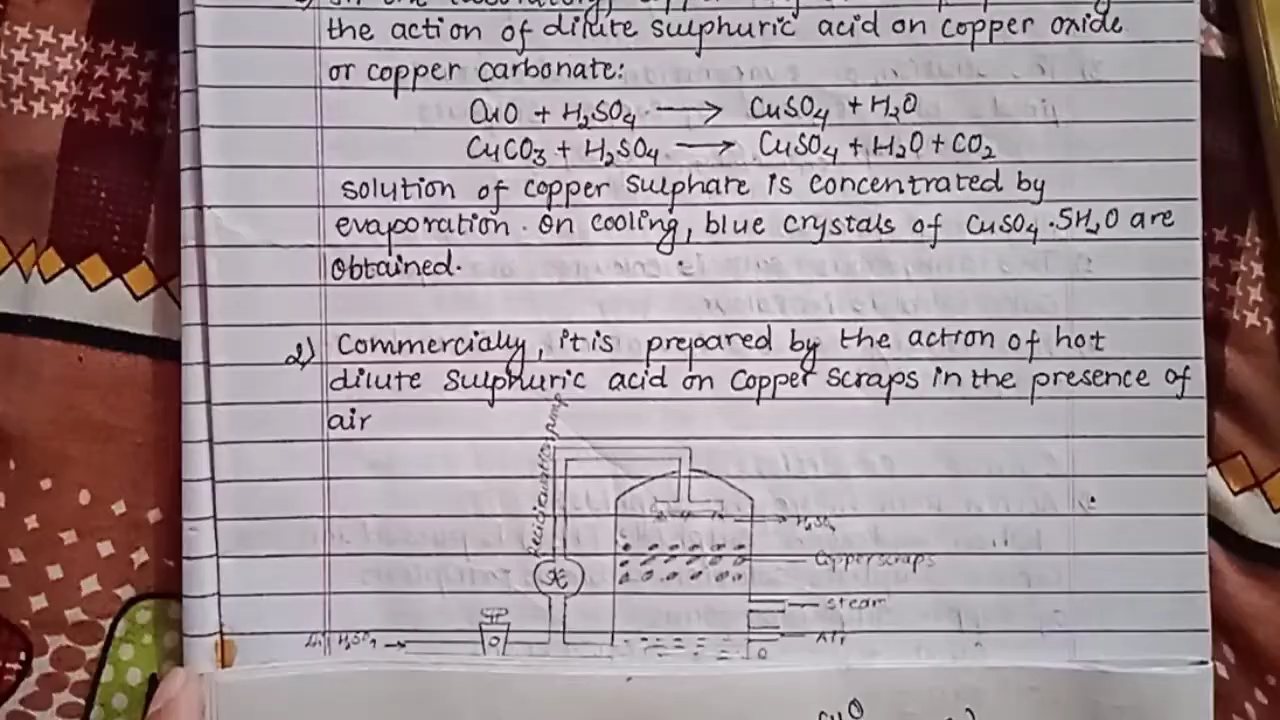 the action of dilute sulphuric acid on copper oxide
or copper carbonate:
CuO + H₂SO₄ → CuSO₄ + H₂O
CuCO₃ + H₂SO₄ → CuSO₄ + H₂O + CO₂
solution of copper sulphate is concentrated by
evaporation. On cooling, blue crystals of CuSO₄.5H₂O are
obtained.
2) Commercially, it is prepared by the action of hot
dilute sulphuric acid on copper scraps in the presence of
air
pump
H₂SO₄
Copper scraps
steam
Air
H₂SO₄ →
CuO